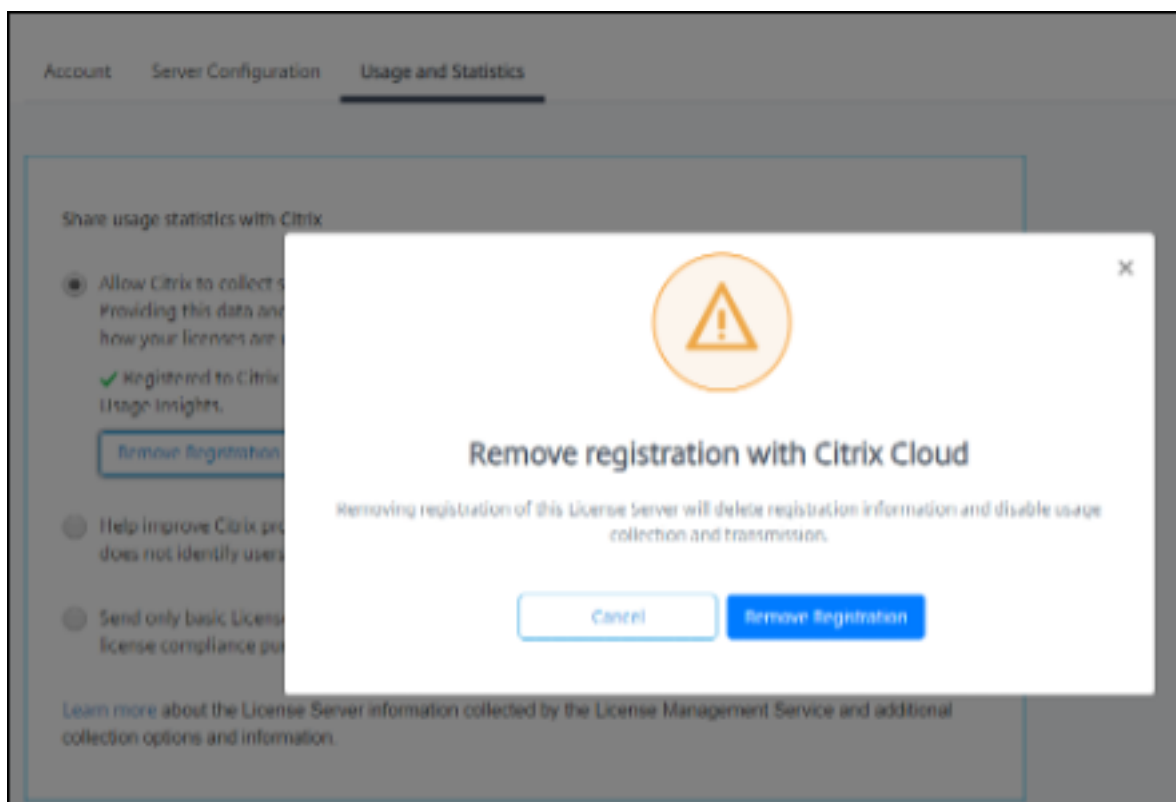 Account Server Configuration Usage and Statistics
Share usage statistics with Citrix
Allow Citrix to collect
Providing this data and
how your licenses are
Registered to Citrix
Usage Insights.
Remove Registration
Help improve Citrix
does not identify users
Send only basic
license compliance
Learn more about the License Server information collected by the License Management Service and additional
collection options and information.
Remove registration with Citrix Cloud
Removing registration of this License Server will delete registration information and disable usage
collection and transmission.
Cancel Remove Registration